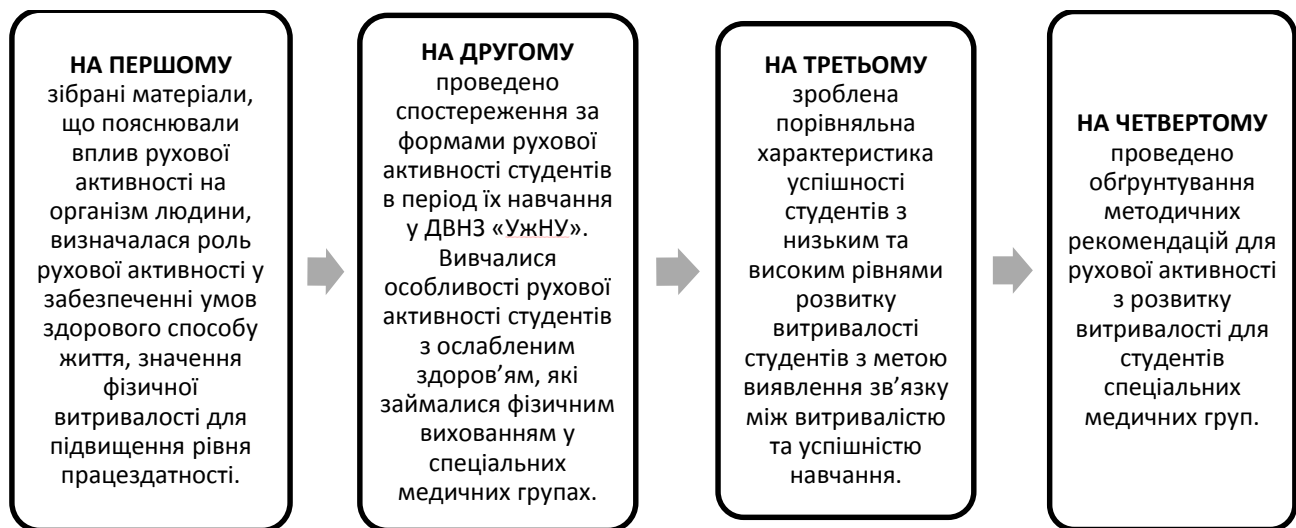 НА ПЕРШОМУ
зібрані матеріали,
що пояснювали
вплив рухової
активності на
організм людини,
визначалася роль
рухової активності у
забезпеченні умов
здорового способу
життя, значення
фізичної
витривалості для
підвищення рівня
працездатності.
НА ДРУГОМУ
проведено
спостереження за
формами рухової
активності студентів
в період їх навчання
у ДВНЗ «УжНУ».
Вивчалися
особливості рухової
активності студентів
з ослабленим
здоров’ям, які
займалися фізичним
вихованням у
спеціальних
медичних групах.
НА ТРЕТЬОМУ
зроблена
порівняльна
характеристика
успішності
студентів з
низьким та
високим рівнями
розвитку
витривалості
студентів з метою
виявлення зв’язку
між витривалістю
та успішністю
навчання.
НА ЧЕТВЕРТОМУ
проведено
обґрунтування
методичних
рекомендацій для
рухової активності
з розвитку
витривалості для
студентів
спеціальних
медичних груп.